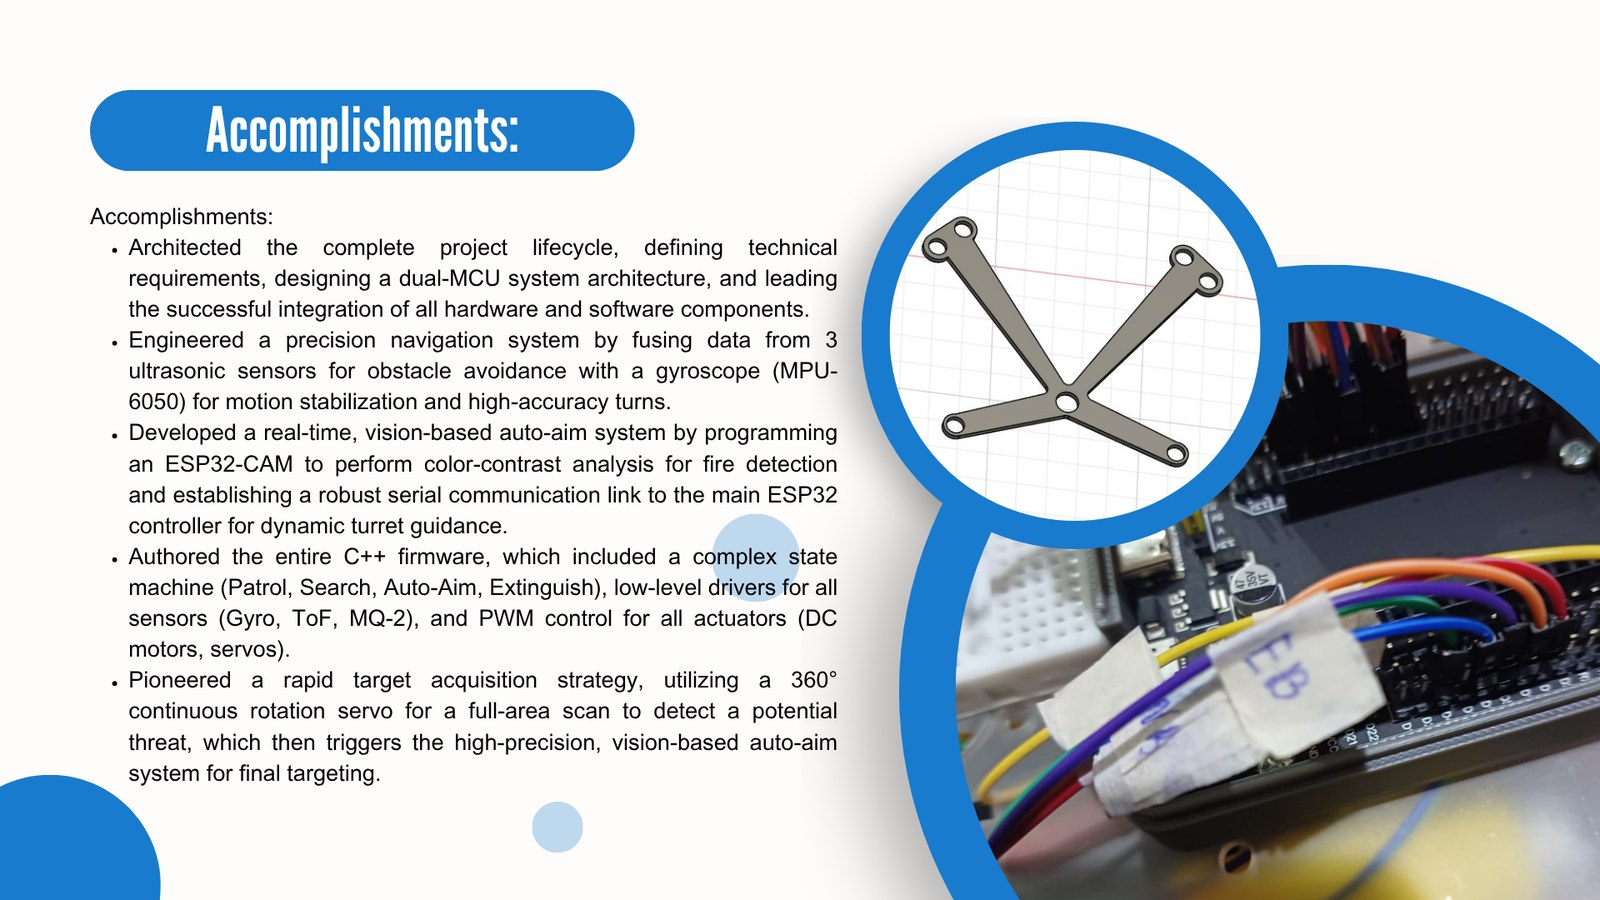 Accomplishments:
Accomplishments:
• Architected the complete project lifecycle, defining technical
requirements, designing a dual-MCU system architecture, and leading
the successful integration of all hardware and software components.
• Engineered a precision navigation system by fusing data from 3
ultrasonic sensors for obstacle avoidance with a gyroscope (MPU-
6050) for motion stabilization and high-accuracy turns.
• Developed a real-time, vision-based auto-aim system by programming
an ESP32-CAM to perform color-contrast analysis for fire detection
and establishing a robust serial communication link to the main ESP32
controller for dynamic turret guidance.
• Authored the entire C++ firmware, which included a complex state
machine (Patrol, Search, Auto-Aim, Extinguish), low-level drivers for all
sensors (Gyro, ToF, MQ-2), and PWM control for all actuators (DC
motors, servos).
• Pioneered a rapid target acquisition strategy, utilizing a 360°
continuous rotation servo for a full-area scan to detect a potential
threat, which then triggers the high-precision, vision-based auto-aim
system for final targeting.
47
35V
VT
EB
D22
D21